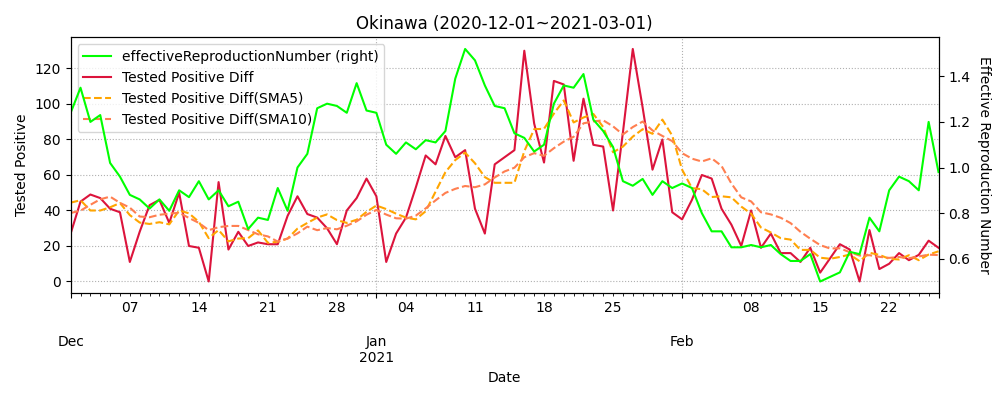 Okinawa (2020-12-01~2021-03-01)
effectiveReproductionNumber (right)
Tested Positive Diff
Tested Positive Diff(SMA5)
Tested Positive Diff(SMA10)
Tested Positive
120
100
80
60
40
20
0
1.4
1.2
1.0
0.8
0.6
Effective Reproduction Number
07 14 21 28 04 11 18 25 08 15 22
Dec Jan Feb
2021
Date